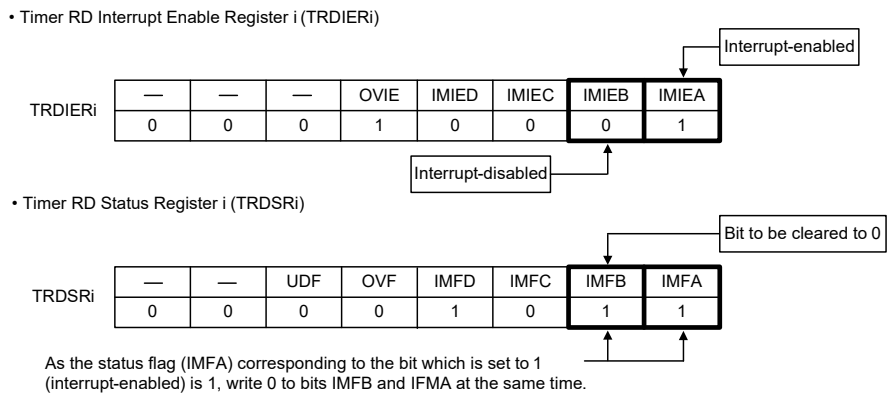 • Timer RD Interrupt Enable Register i (TRDIERi)
Interrupt-enabled
TRDIERi
— — — OVIE IMIED IMIEC IMIEB IMIEA
0 0 0 1 0 0 0 1
Interrupt-disabled
• Timer RD Status Register i (TRDSRi)
Bit to be cleared to 0
TRDSRi
— — UDF OVF IMFD IMFC IMFB IMFA
0 0 0 0 1 0 1 1
As the status flag (IMFA) corresponding to the bit which is set to 1
(interrupt-enabled) is 1, write 0 to bits IMFB and IFMA at the same time.